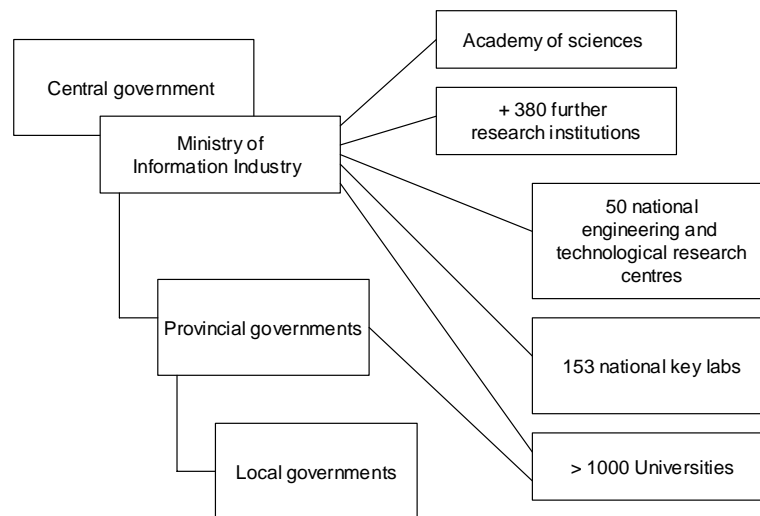 Academy of sciences
Central government
+ 380 further
research institutions
Ministry of
Information Industry
50 national
engineering and
technological research
centres
Provincial governments
153 national key labs
Local governments
> 1000 Universities